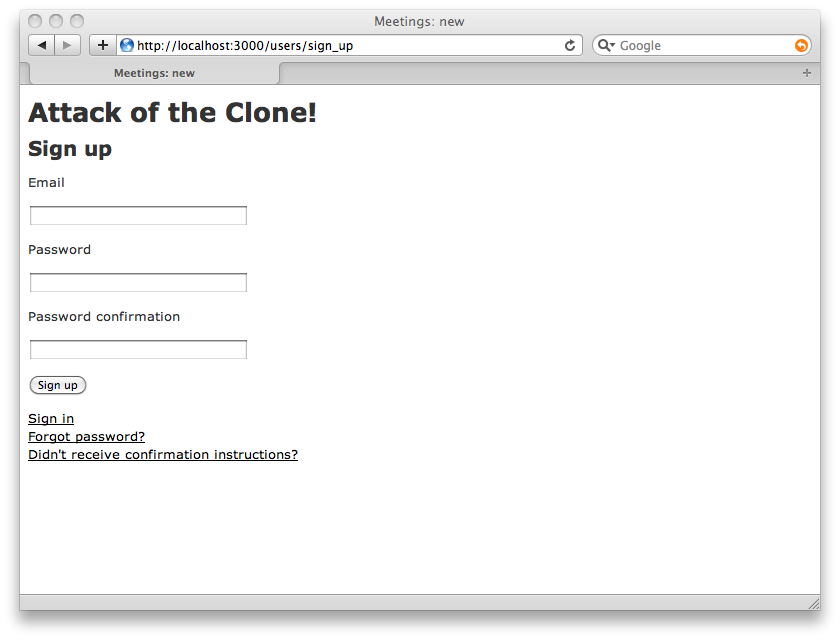 Meetings: new
http://localhost:3000/users/sign_up
Google
Meetings: new
Attack of the Clone!
Sign up
Email
Password
Password confirmation
Sign up
Sign in
Forgot password?
Didn't receive confirmation instructions?